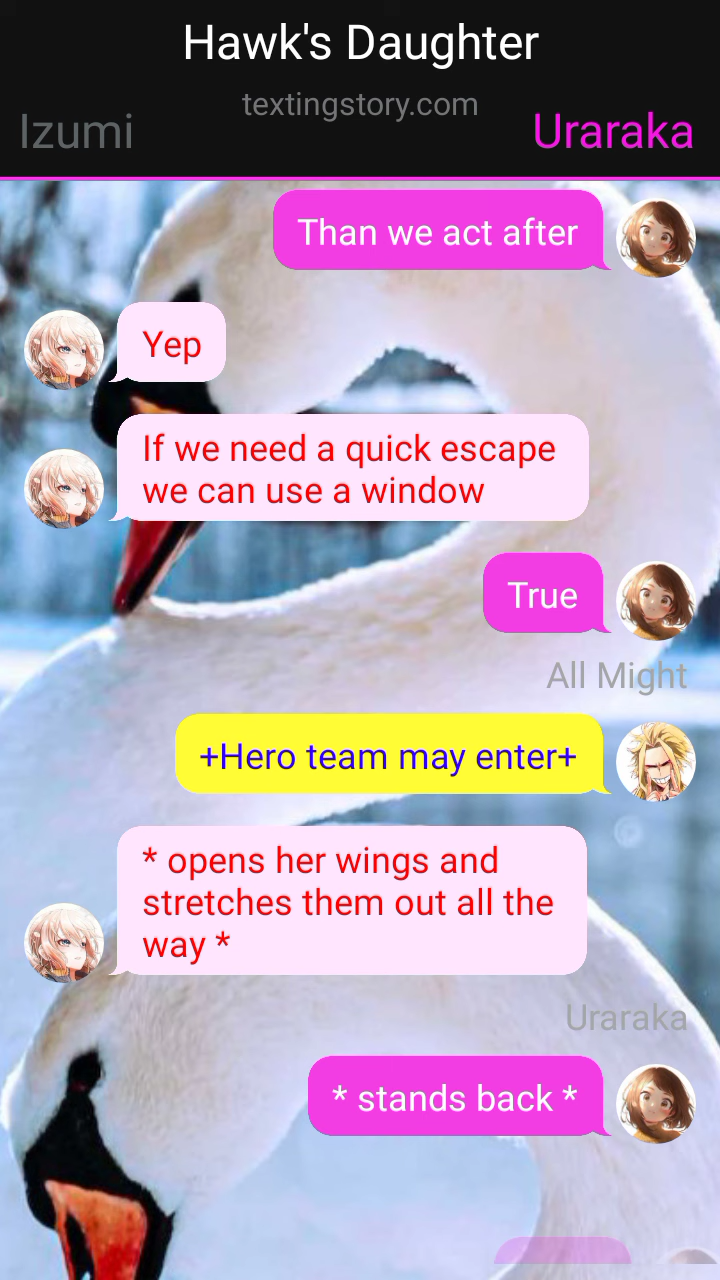 Hawk's Daughter
textingstory.com
Izumi
Uraraka
Than we act after
Yep
If we need a quick escape
we can use a window
True
All Might
+Hero team may enter+
* opens her wings and
stretches them out all the
way *
Uraraka
* stands back *